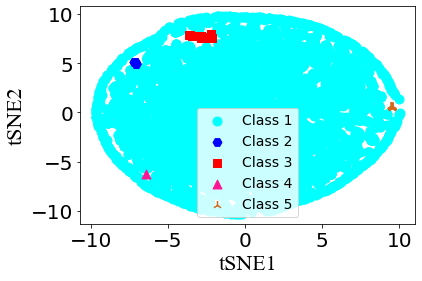 10
5
0
−5
−10
tSNE2
Class 1
Class 2
Class 3
Class 4
Class 5
−10 −5 0 5 10
tSNE1